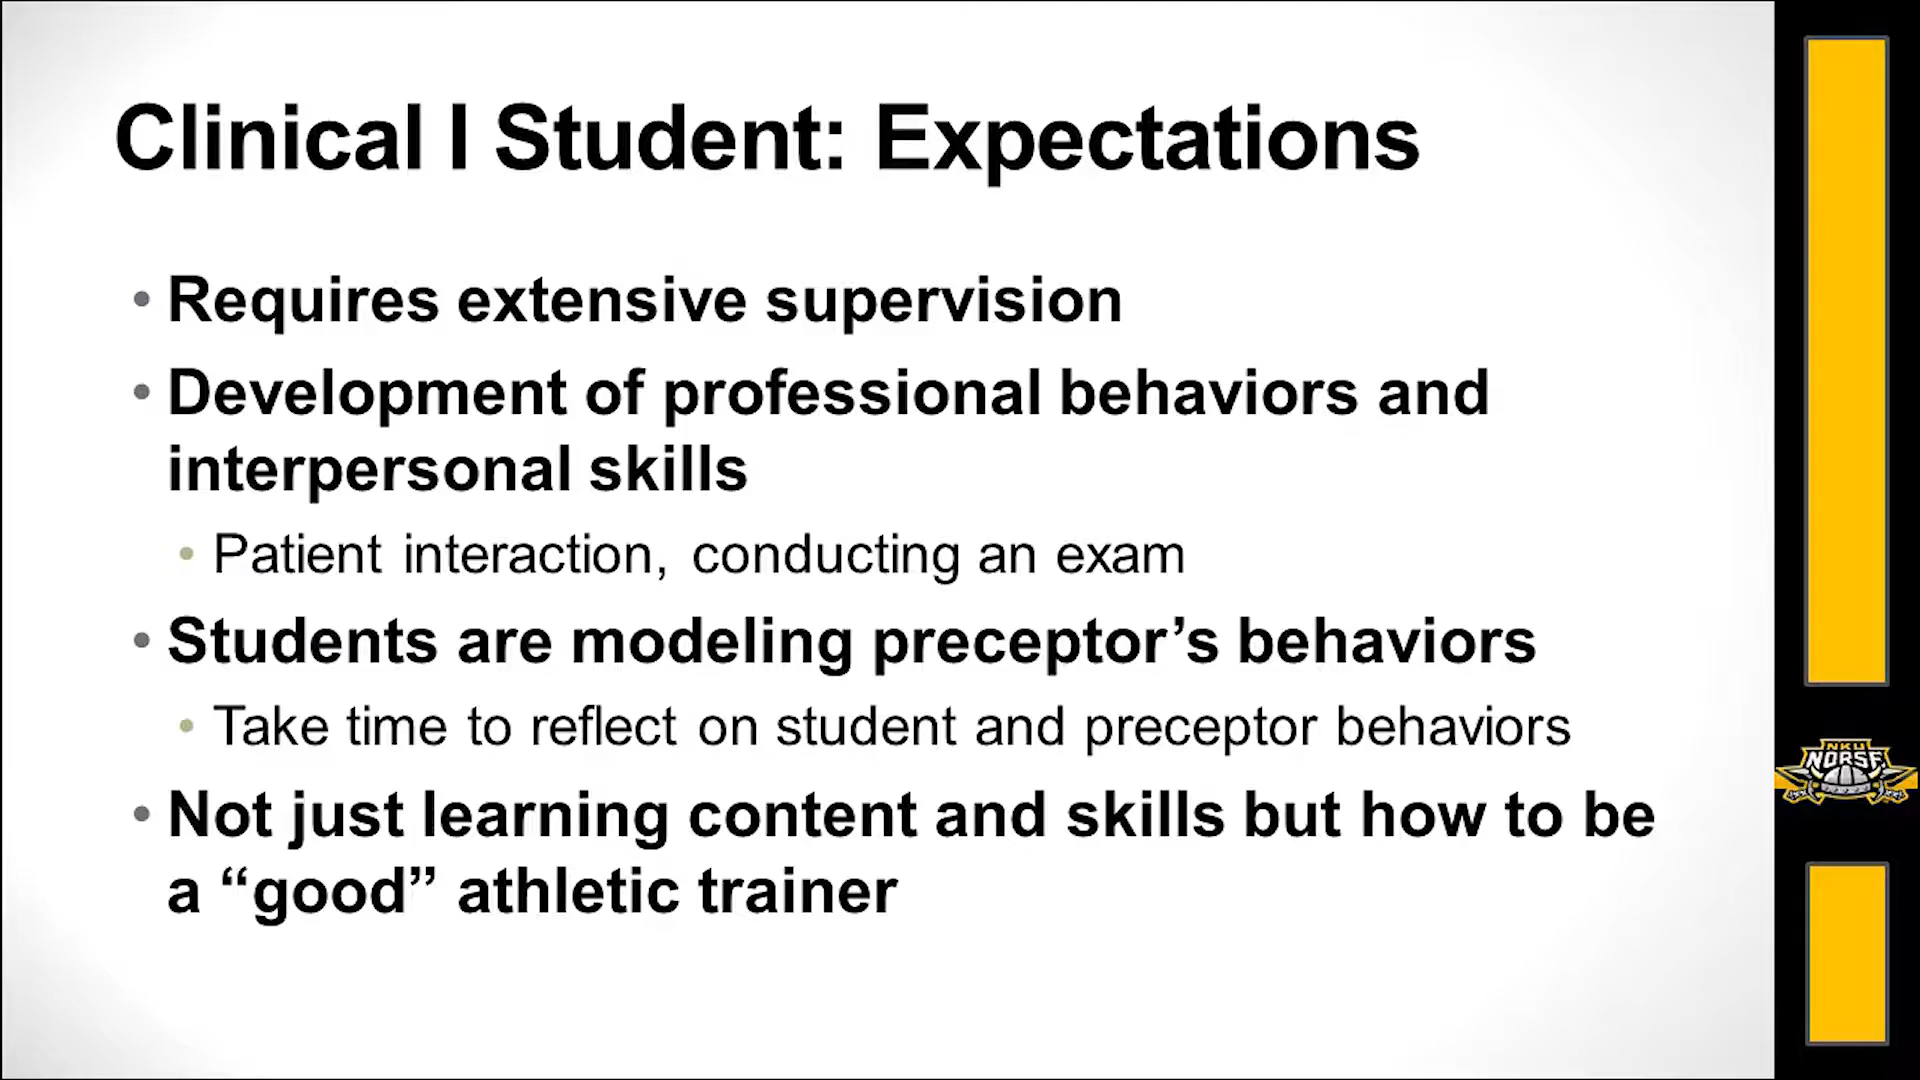 Clinical I Student: Expectations
• Requires extensive supervision
• Development of professional behaviors and
interpersonal skills
• Patient interaction, conducting an exam
• Students are modeling preceptor’s behaviors
• Take time to reflect on student and preceptor behaviors
• Not just learning content and skills but how to be
a “good” athletic trainer
NKU
NORSE